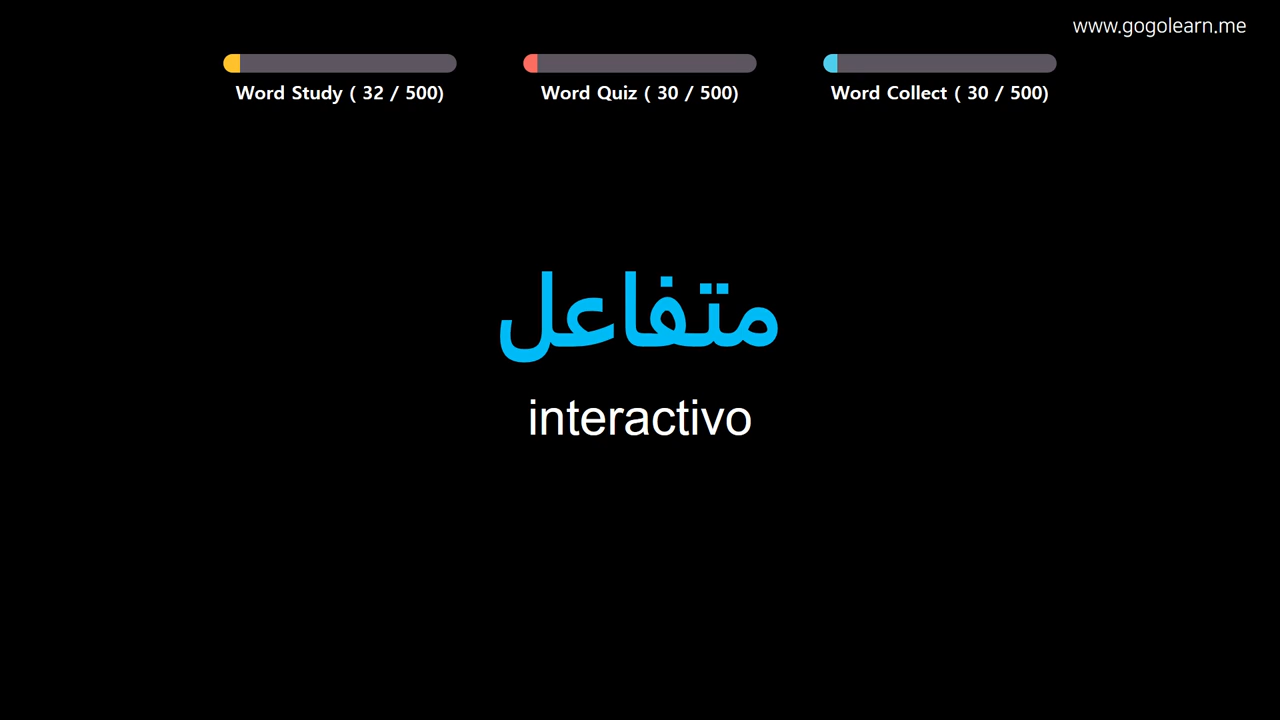 www.gogolearn.me
Word Study ( 32 / 500)
Word Quiz ( 30 / 500)
Word Collect ( 30 / 500)
متفاعل
interactivo